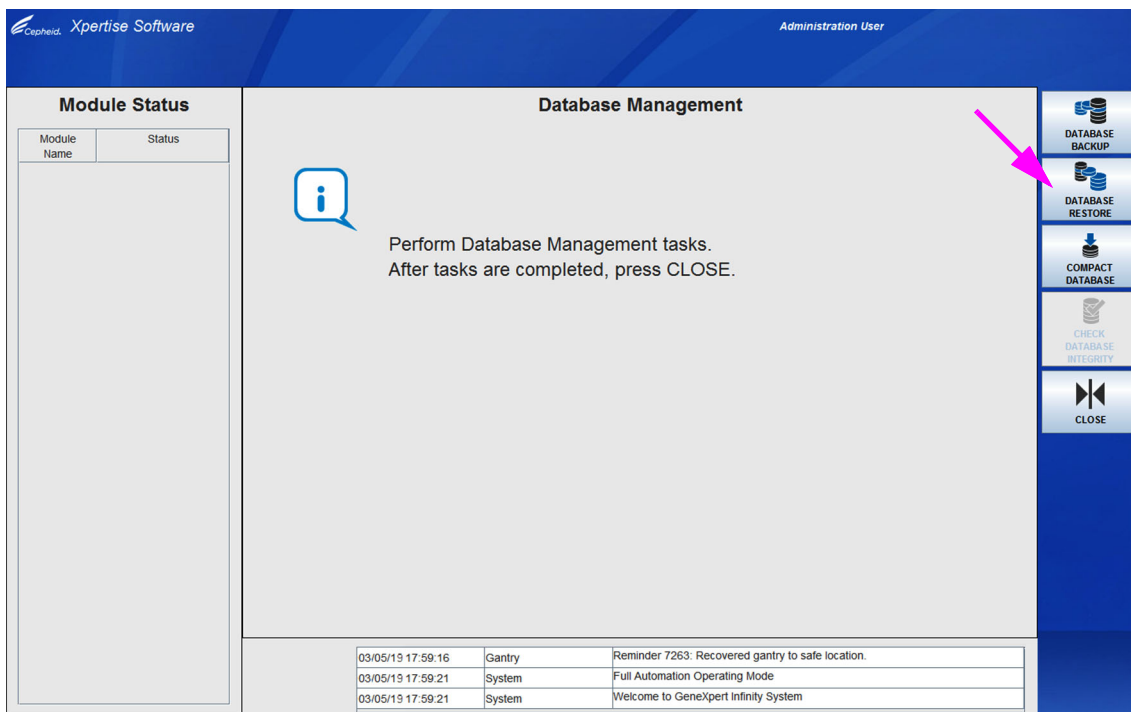 Cepheid. Xpertise Software
Administration User
Module Status
Module Name
Status
Database Management
Perform Database Management tasks.
After tasks are completed, press CLOSE.
DATABASE
BACKUP
DATABASE
RESTORE
COMPACT
DATABASE
CHECK
DATABASE
INTEGRITY
CLOSE
03/05/19 17:59:16 Gantry Reminder 7263: Recovered gantry to safe location.
03/05/19 17:59:21 System Full Automation Operating Mode
03/05/19 17:59:21 System Welcome to GeneXpert Infinity System